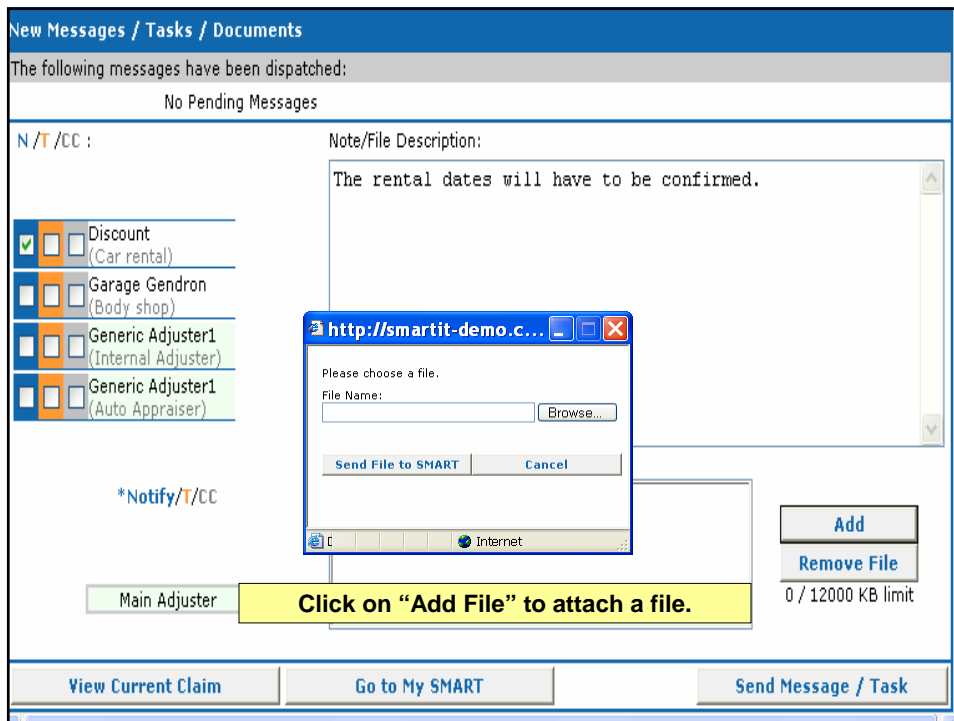 New Messages / Tasks / Documents
The following messages have been dispatched:
No Pending Messages
N /T /CC :
Note/File Description:
The rental dates will have to be confirmed.
Discount
(Car rental)
Garage Gendron
(Body shop)
Generic Adjuster1
(Internal Adjuster)
Generic Adjuster1
(Auto Appraiser)
http://smartit-demo.c...
Please choose a file.
File Name:
Browse...
Send File to SMART
Cancel
Internet
*Notify/T/CC
Add
Remove File
0 / 12000 KB limit
Main Adjuster
Click on “Add File” to attach a file.
View Current Claim
Go to My SMART
Send Message / Task